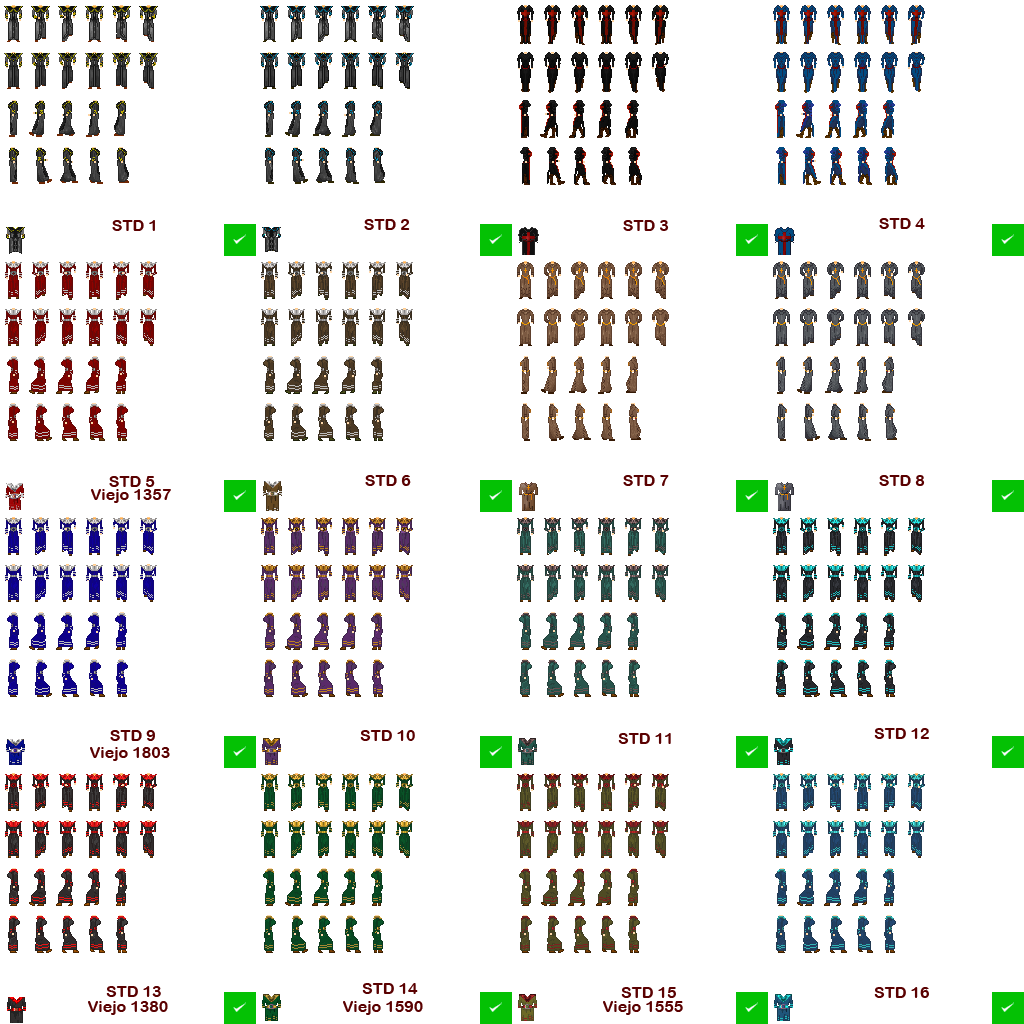 STD 1
STD 2
STD 3
STD 4
STD 5
Viejo 1357
STD 6
STD 7
STD 8
STD 9
Viejo 1803
STD 10
STD 11
STD 12
STD 13
Viejo 1380
STD 14
Viejo 1590
STD 15
Viejo 1555
STD 16